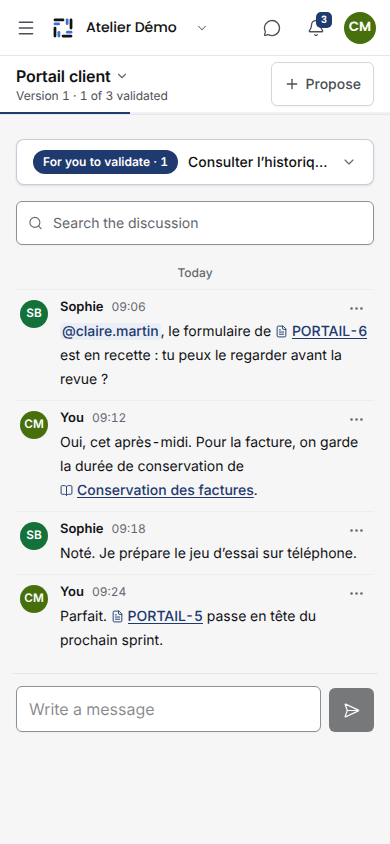 Atelier Démo
3
CM
Portail client
Version 1 · 1 of 3 validated
Propose
For you to validate · 1
Consulter l’historiq...
Search the discussion
Today
SB
Sophie 09:06
@claire.martin, le formulaire de PORTAIL-6
est en recette : tu peux le regarder avant la
revue ?
CM
You 09:12
Oui, cet après-midi. Pour la facture, on garde
la durée de conservation de
Conservation des factures.
SB
Sophie 09:18
Noté. Je prépare le jeu d’essai sur téléphone.
CM
You 09:24
Parfait. PORTAIL-5 passe en tête du
prochain sprint.
Write a message